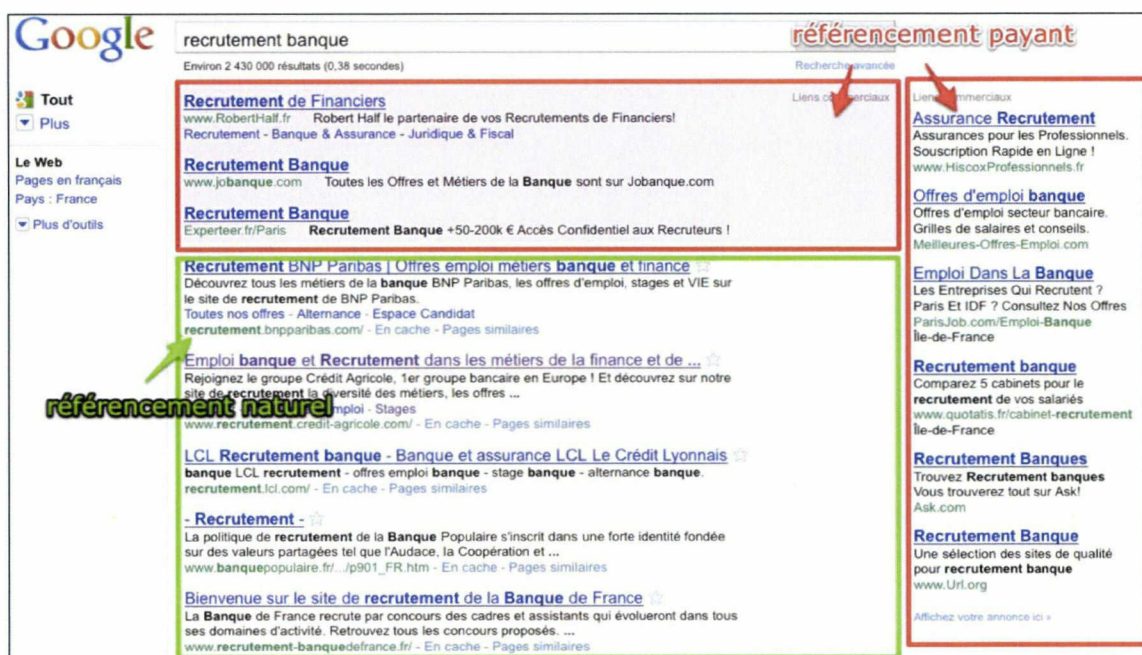 Google
recrutement banque
référencement payant
Environ 2 430 000 résultats (0,38 secondes)
Recherche avancée
Tout
Plus
Le Web
Pages en français
Pays : France
Plus d'outils
Recrutement de Financiers
Liens commerciaux
www.RobertHalf.fr Robert Half le partenaire de vos Recrutements de Financiers!
Recrutement - Banque & Assurance - Juridique & Fiscal
Recrutement Banque
www.jobanque.com Toutes les Offres et Métiers de la Banque sont sur Jobanque.com
Recrutement Banque
Experteer.fr/Paris Recrutement Banque +50-200k € Accès Confidentiel aux Recruteurs !
Recrutement BNP Paribas | Offres emploi métiers banque et finance
Découvrez tous les métiers de la banque BNP Paribas, les offres d'emploi, stages et VIE sur
le site de recrutement de BNP Paribas.
Toutes nos offres - Alternance - Espace Candidat
recrutement.bnpparibas.com/ - En cache - Pages similaires
Emploi banque et Recrutement dans les métiers de la finance et de ...
Rejoignez le groupe Crédit Agricole, 1er groupe bancaire en Europe ! Et découvrez sur notre
site de recrutement la diversité des métiers, les offres ...
référencement naturel
emploi - Stages
www.recrutement.credit-agricole.com/ - En cache - Pages similaires
LCL Recrutement banque - Banque et assurance LCL Le Crédit Lyonnais
banque LCL recrutement - offres emploi banque - stage banque - alternance banque.
recrutement.lcl.com/ - En cache - Pages similaires
- Recrutement -
La politique de recrutement de la Banque Populaire s'inscrit dans une forte identité fondée
sur des valeurs partagées tel que l'Audace, la Coopération et ...
www.banquepopulaire.fr/.../p901_FR.htm - En cache - Pages similaires
Bienvenue sur le site de recrutement de la Banque de France
La Banque de France recrute par concours des cadres et assistants qui évolueront dans tous
ses domaines d'activité. Retrouvez tous les concours proposés. ...
www.recrutement-banquedefrance.fr/ - En cache - Pages similaires
Liens commerciaux
Assurance Recrutement
Assurances pour les Professionnels.
Souscription Rapide en Ligne !
www.HiscoxProfessionnels.fr
Offres d'emploi banque
Offres d'emploi secteur bancaire.
Grilles de salaires et conseils.
Meilleures-Offres-Emploi.com
Emploi Dans La Banque
Les Entreprises Qui Recrutent ?
Paris Et IDF ? Consultez Nos Offres
ParisJob.com/Emploi-Banque
Île-de-France
Recrutement banque
Comparez 5 cabinets pour le
recrutement de vos salariés
www.quotatis.fr/cabinet-recrutement
Île-de-France
Recrutement Banques
Trouvez Recrutement banques
Vous trouverez tout sur Ask!
Ask.com
Recrutement Banque
Une sélection des sites de qualité
pour recrutement banque
www.Url.org
Affichez votre annonce ici »